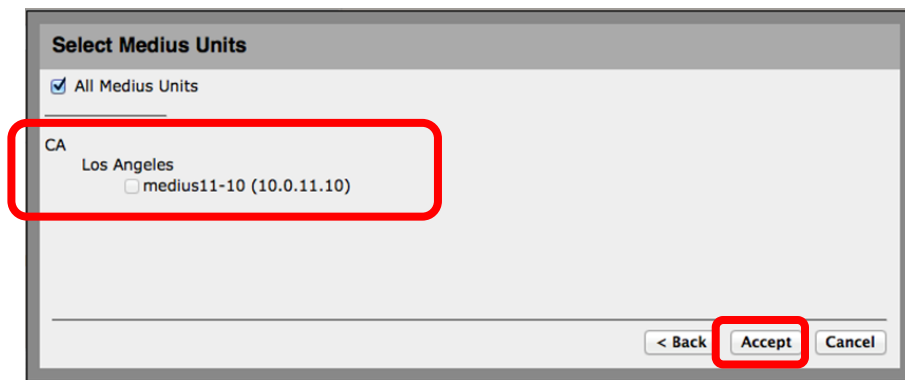 Select Medius Units
All Medius Units
CA
Los Angeles
medius11-10 (10.0.11.10)
< Back Accept Cancel